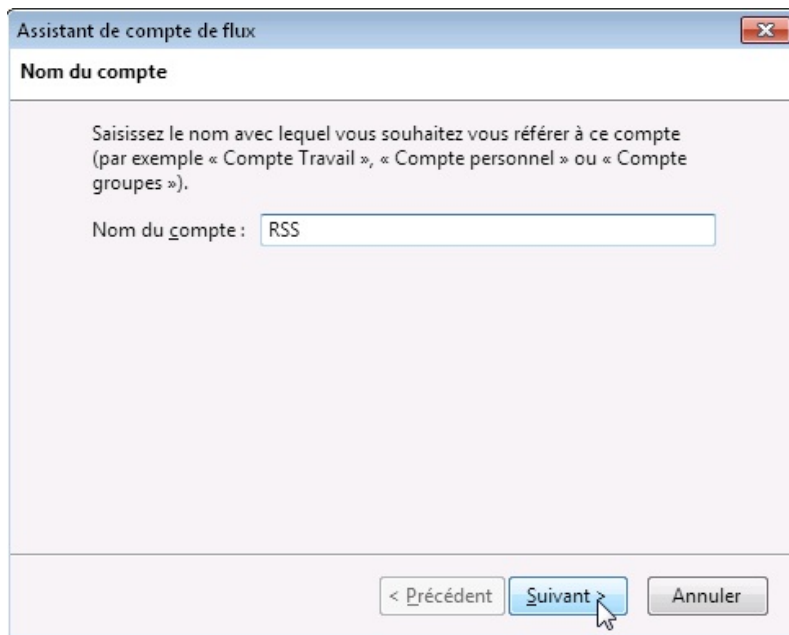 Assistant de compte de flux
Nom du compte
Saisissez le nom avec lequel vous souhaitez vous référer à ce compte
(par exemple « Compte Travail », « Compte personnel » ou « Compte
groupes »).
Nom du compte : RSS
< Précédent Suivant > Annuler